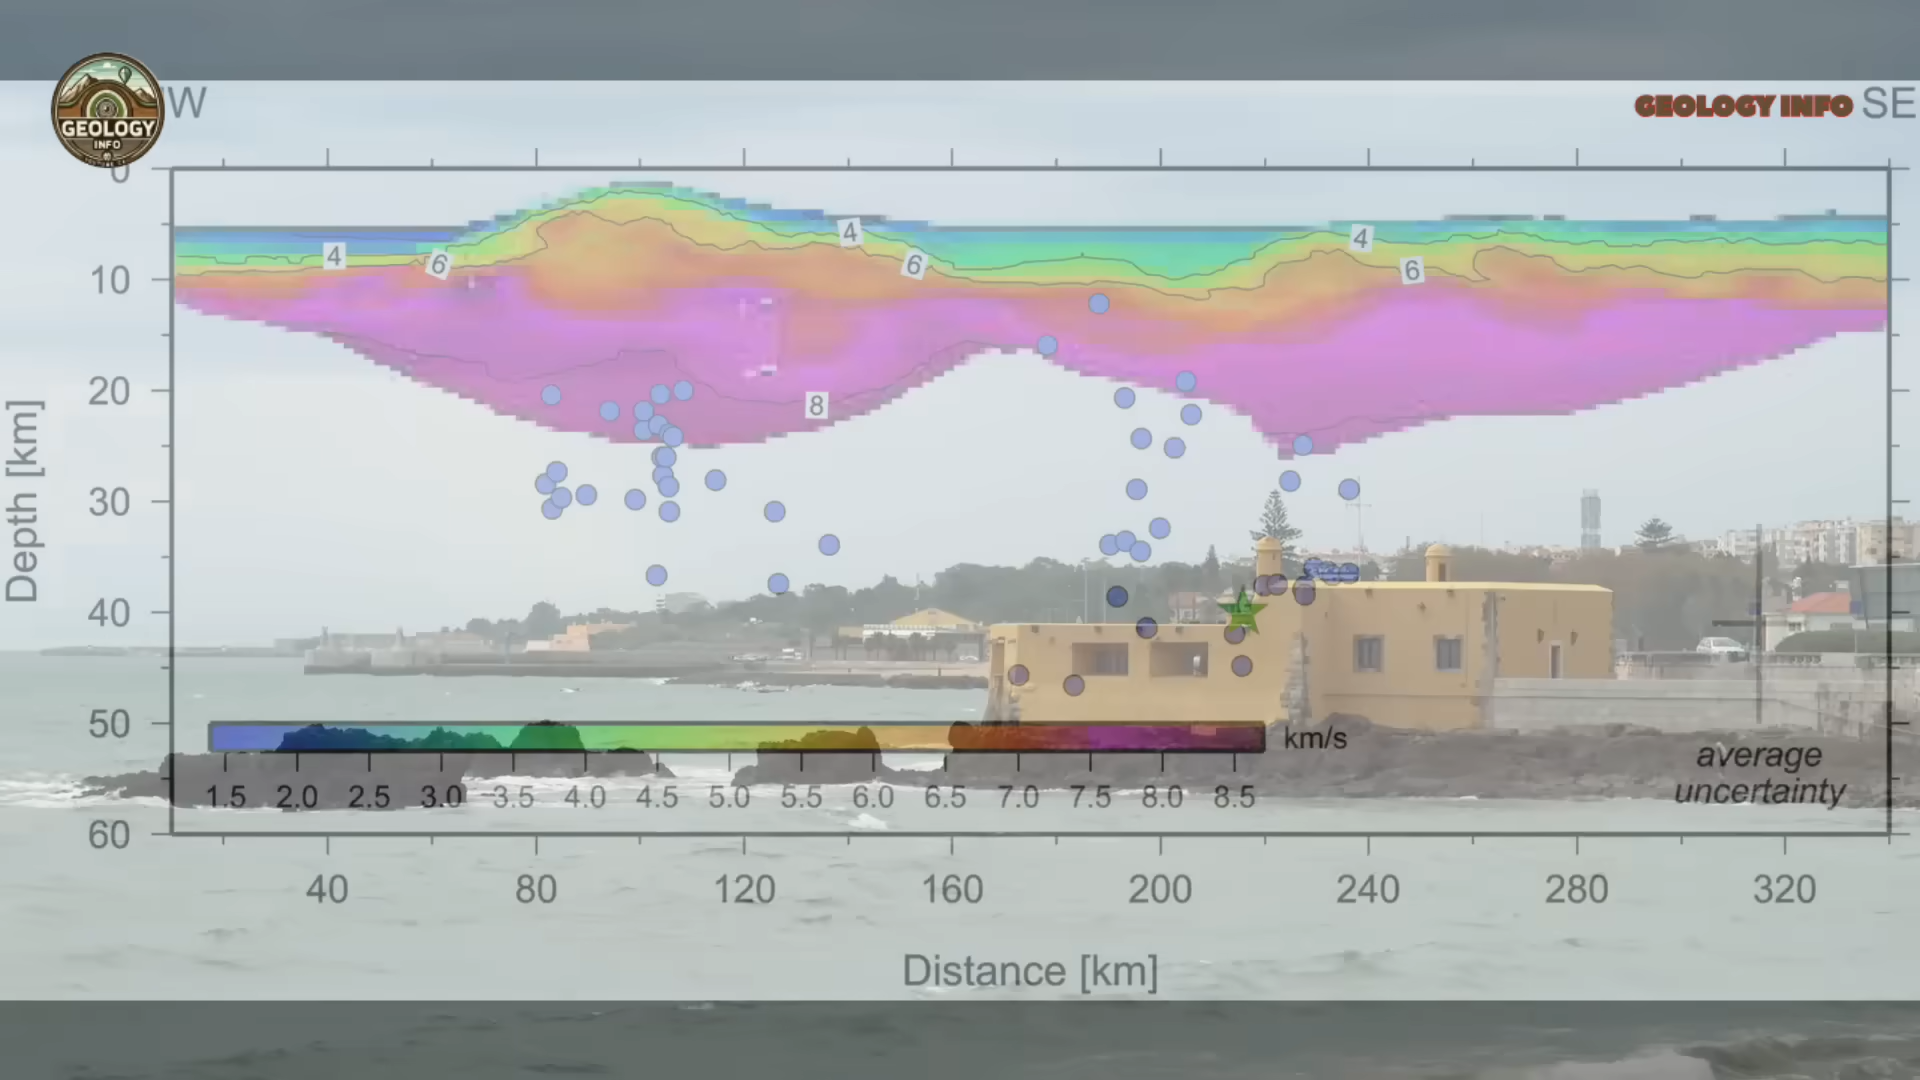 W
GEOLOGY INFO SE
GEOLOGY
INFO
0
4
4
4
6
6
6
10
20
8
30
Depth [km]
40
50
km/s
average
uncertainty
1.5 2.0 2.5 3.0 3.5 4.0 4.5 5.0 5.5 6.0 6.5 7.0 7.5 8.0 8.5
60
40 80 120 160 200 240 280 320
Distance [km]